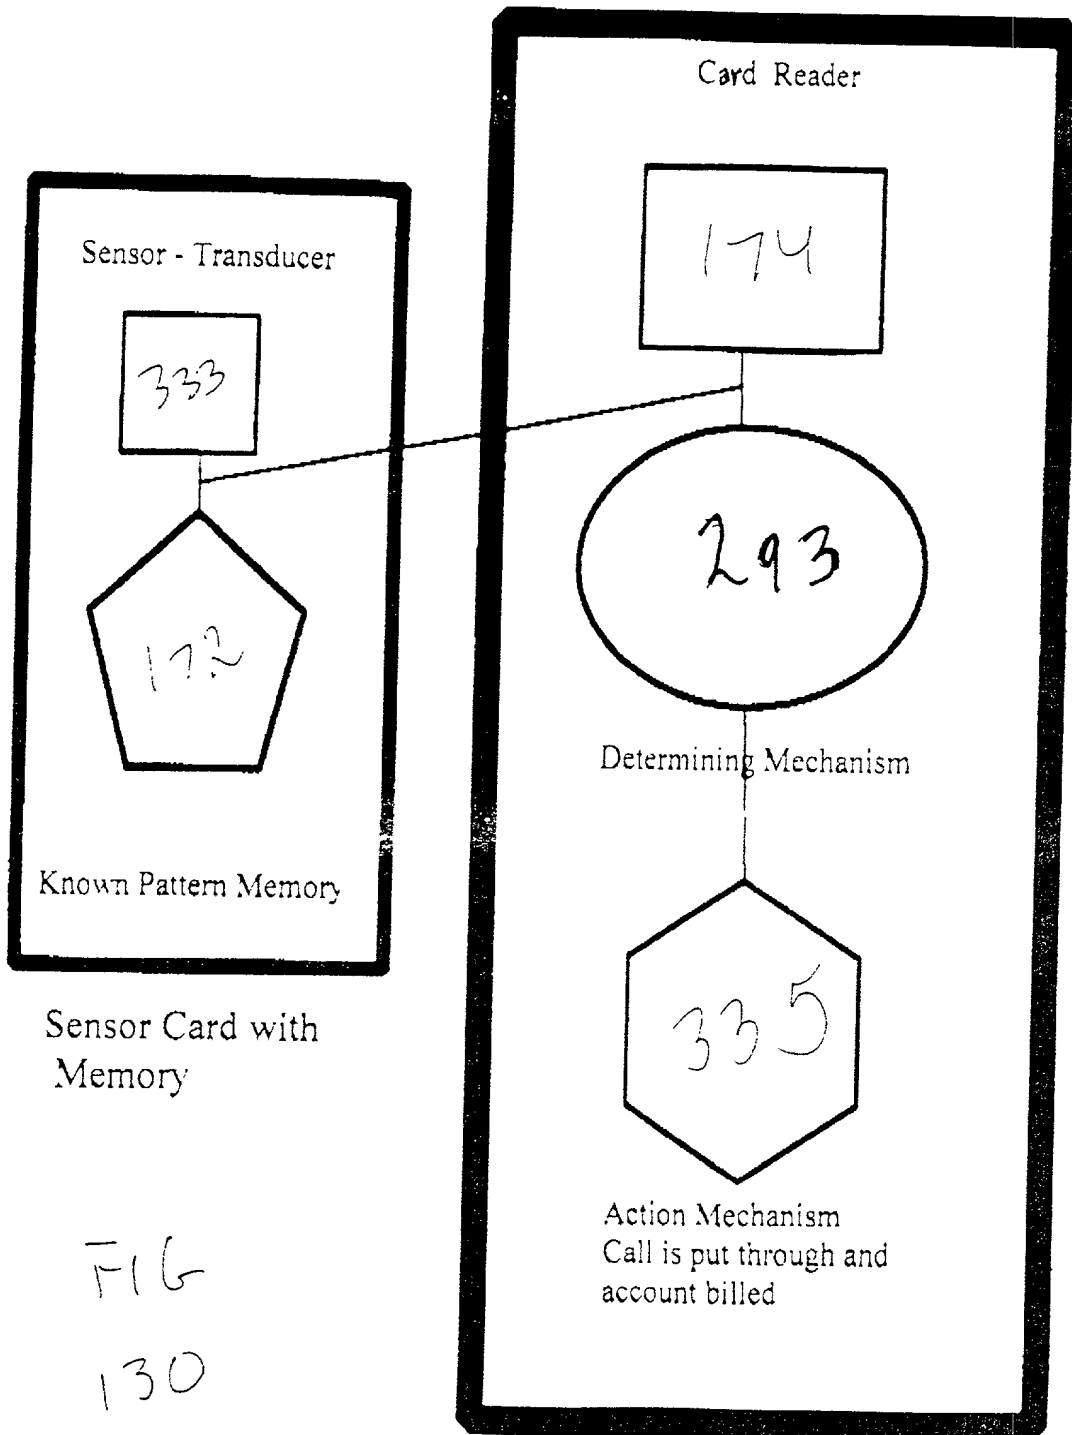 Sensor - Transducer
333
172
Known Pattern Memory
Sensor Card with
Memory
FIG
130
Card Reader
174
293
Determining Mechanism
335
Action Mechanism
Call is put through and
account billed